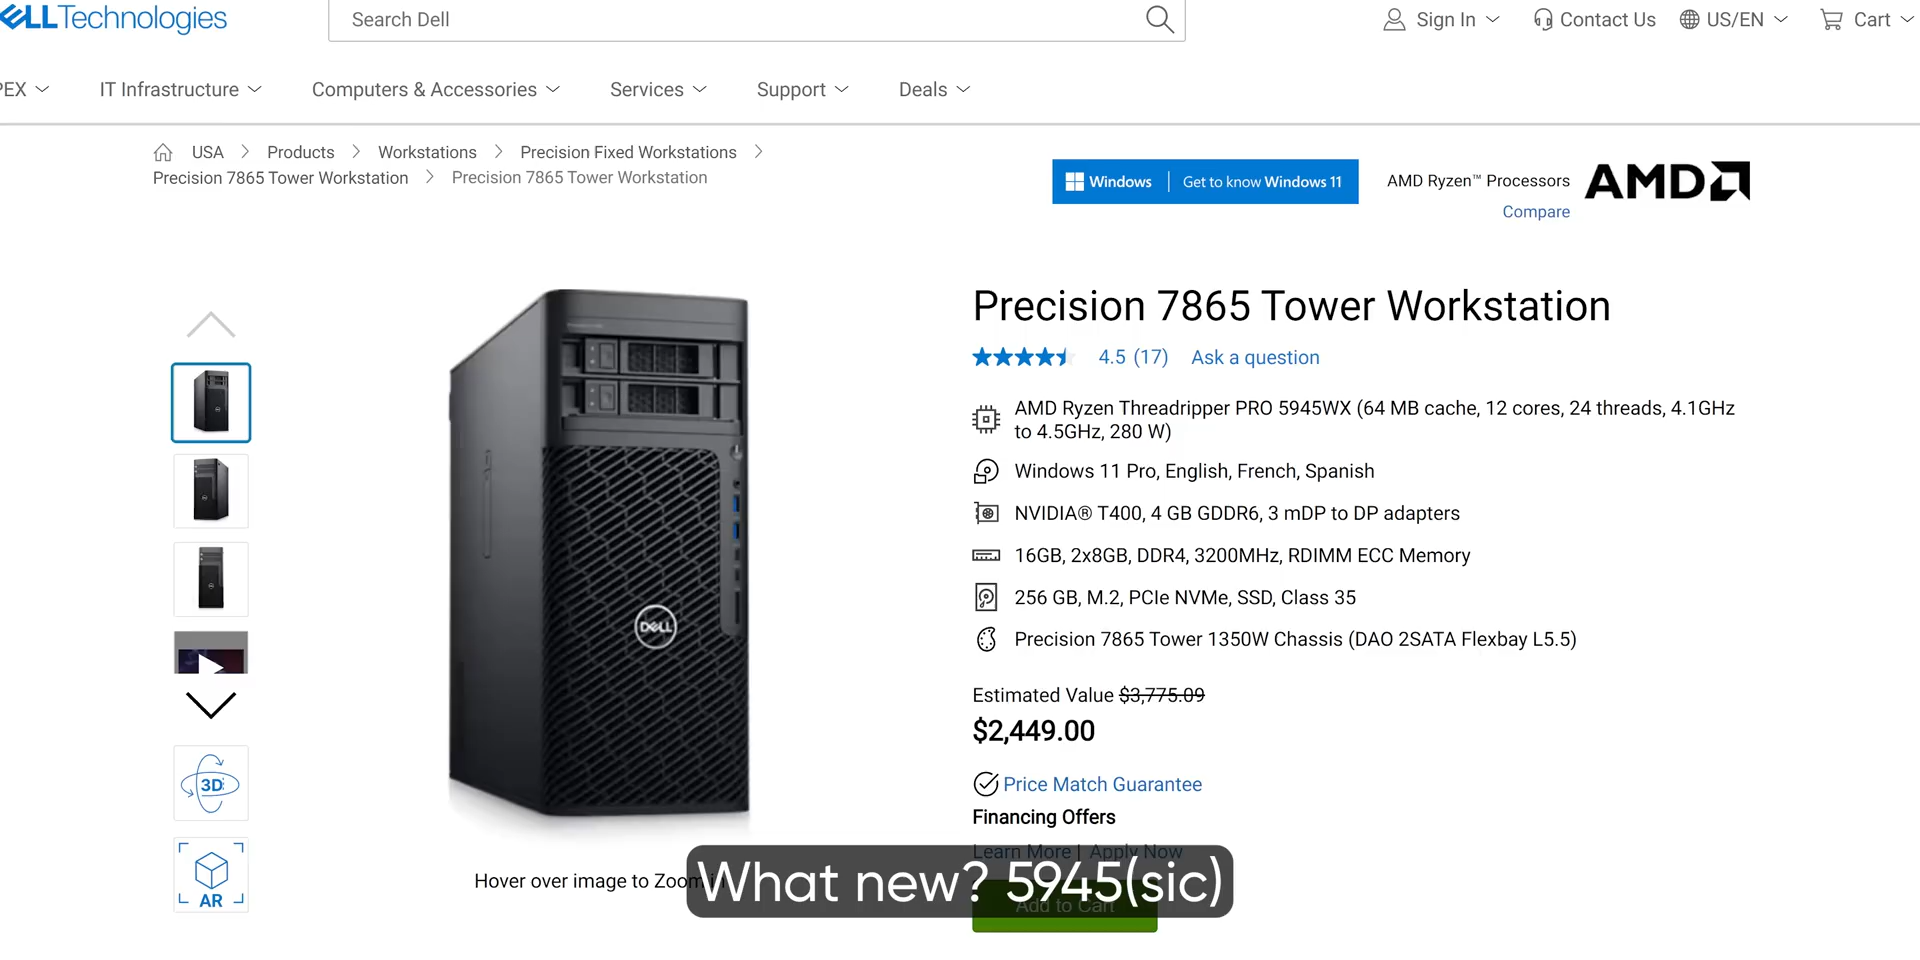 DELLTechnologies
Search Dell
Sign In
Contact Us
US/EN
Cart
PEX
IT Infrastructure
Computers & Accessories
Services
Support
Deals
USA > Products > Workstations > Precision Fixed Workstations >
Precision 7865 Tower Workstation > Precision 7865 Tower Workstation
Windows | Get to know Windows 11
AMD Ryzen™ Processors
AMD
Compare
Precision 7865 Tower Workstation
4.5 (17) Ask a question
AMD Ryzen Threadripper PRO 5945WX (64 MB cache, 12 cores, 24 threads, 4.1GHz
to 4.5GHz, 280 W)
Windows 11 Pro, English, French, Spanish
NVIDIA® T400, 4 GB GDDR6, 3 mDP to DP adapters
16GB, 2x8GB, DDR4, 3200MHz, RDIMM ECC Memory
256 GB, M.2, PCIe NVMe, SSD, Class 35
Precision 7865 Tower 1350W Chassis (DAO 2SATA Flexbay L5.5)
DELL
Estimated Value $3,775.09
$2,449.00
Price Match Guarantee
Financing Offers
Learn More | Apply Now
3D
AR
Hover over image to Zoom
What new? 5945(sic)
Add to Cart